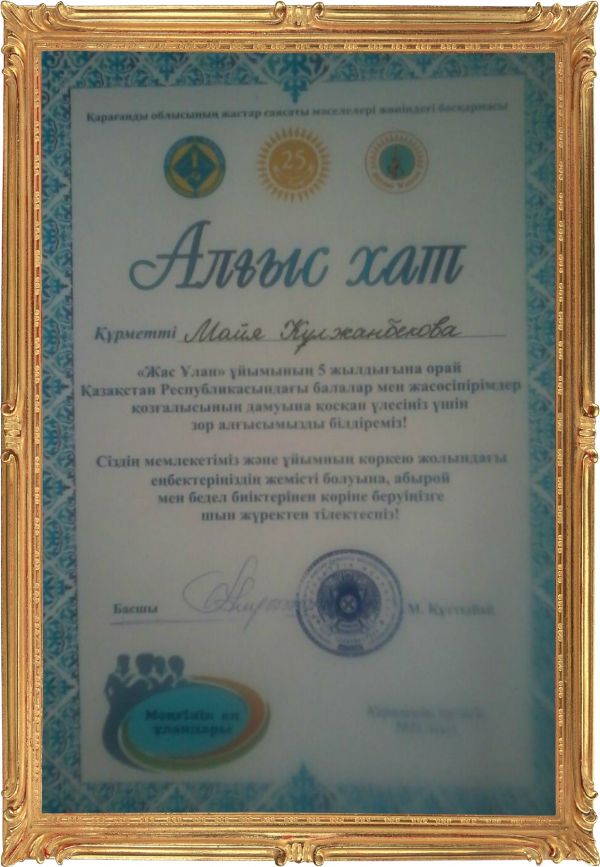 Қарағанды облысының жастар саясаты мәселелері жөніндегі басқармасы
25
Алғыс хат
Құрметті Майя Кулжанбекова
«Жас Ұлан» ұйымының 5 жылдығына орай
Қазақстан Республикасындағы балалар мен жасөспірімдер
қозғалысының дамуына қосқан үлесіңіз үшін
зор алғысымызды білдіреміз!
Сіздің мемлекетіміз және ұйымның көркею жолындағы
еңбектеріңіздің жемісті болуына, абырой
мен бедел биіктерінен көріне беруіңізге
шын жүректен тілектеспіз!
Басшы
М. Құттыбай
Мәңгілік ел
ұландары